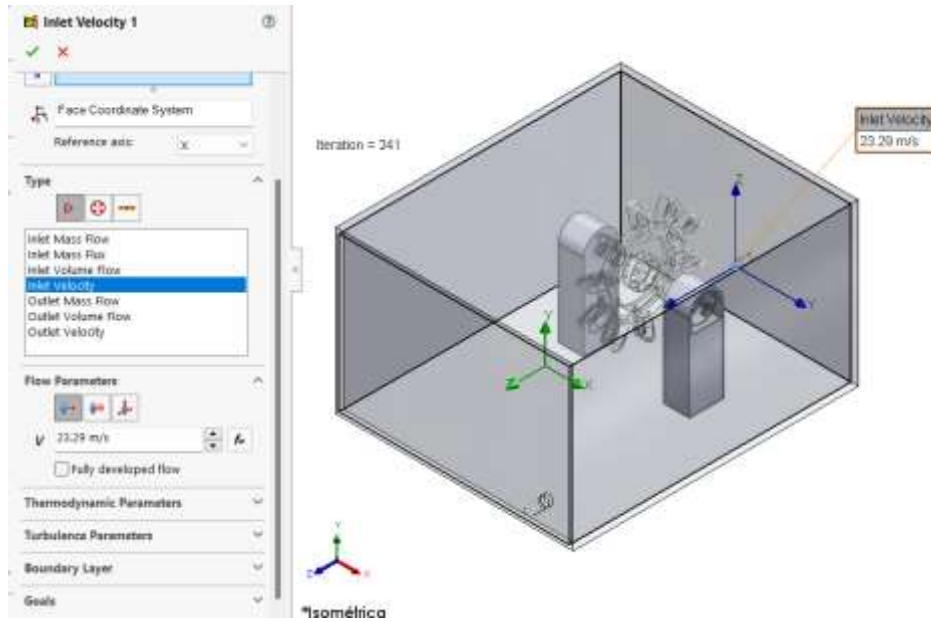 Inlet Velocity 1
Face Coordinate System
Reference axis: X
Type
Inlet Mass Flow
Inlet Mass Flux
Inlet Volume Flow
Inlet Velocity
Outlet Mass Flow
Outlet Volume Flow
Outlet Velocity
Flow Parameters
V 23.29 m/s
Fully developed flow
Thermodynamic Parameters
Turbulence Parameters
Boundary Layer
Goals
Iteration = 341
Inlet Velocity
23.29 m/s
Z
Y
Y
Z
X
Y
Z
X
*Isométrica